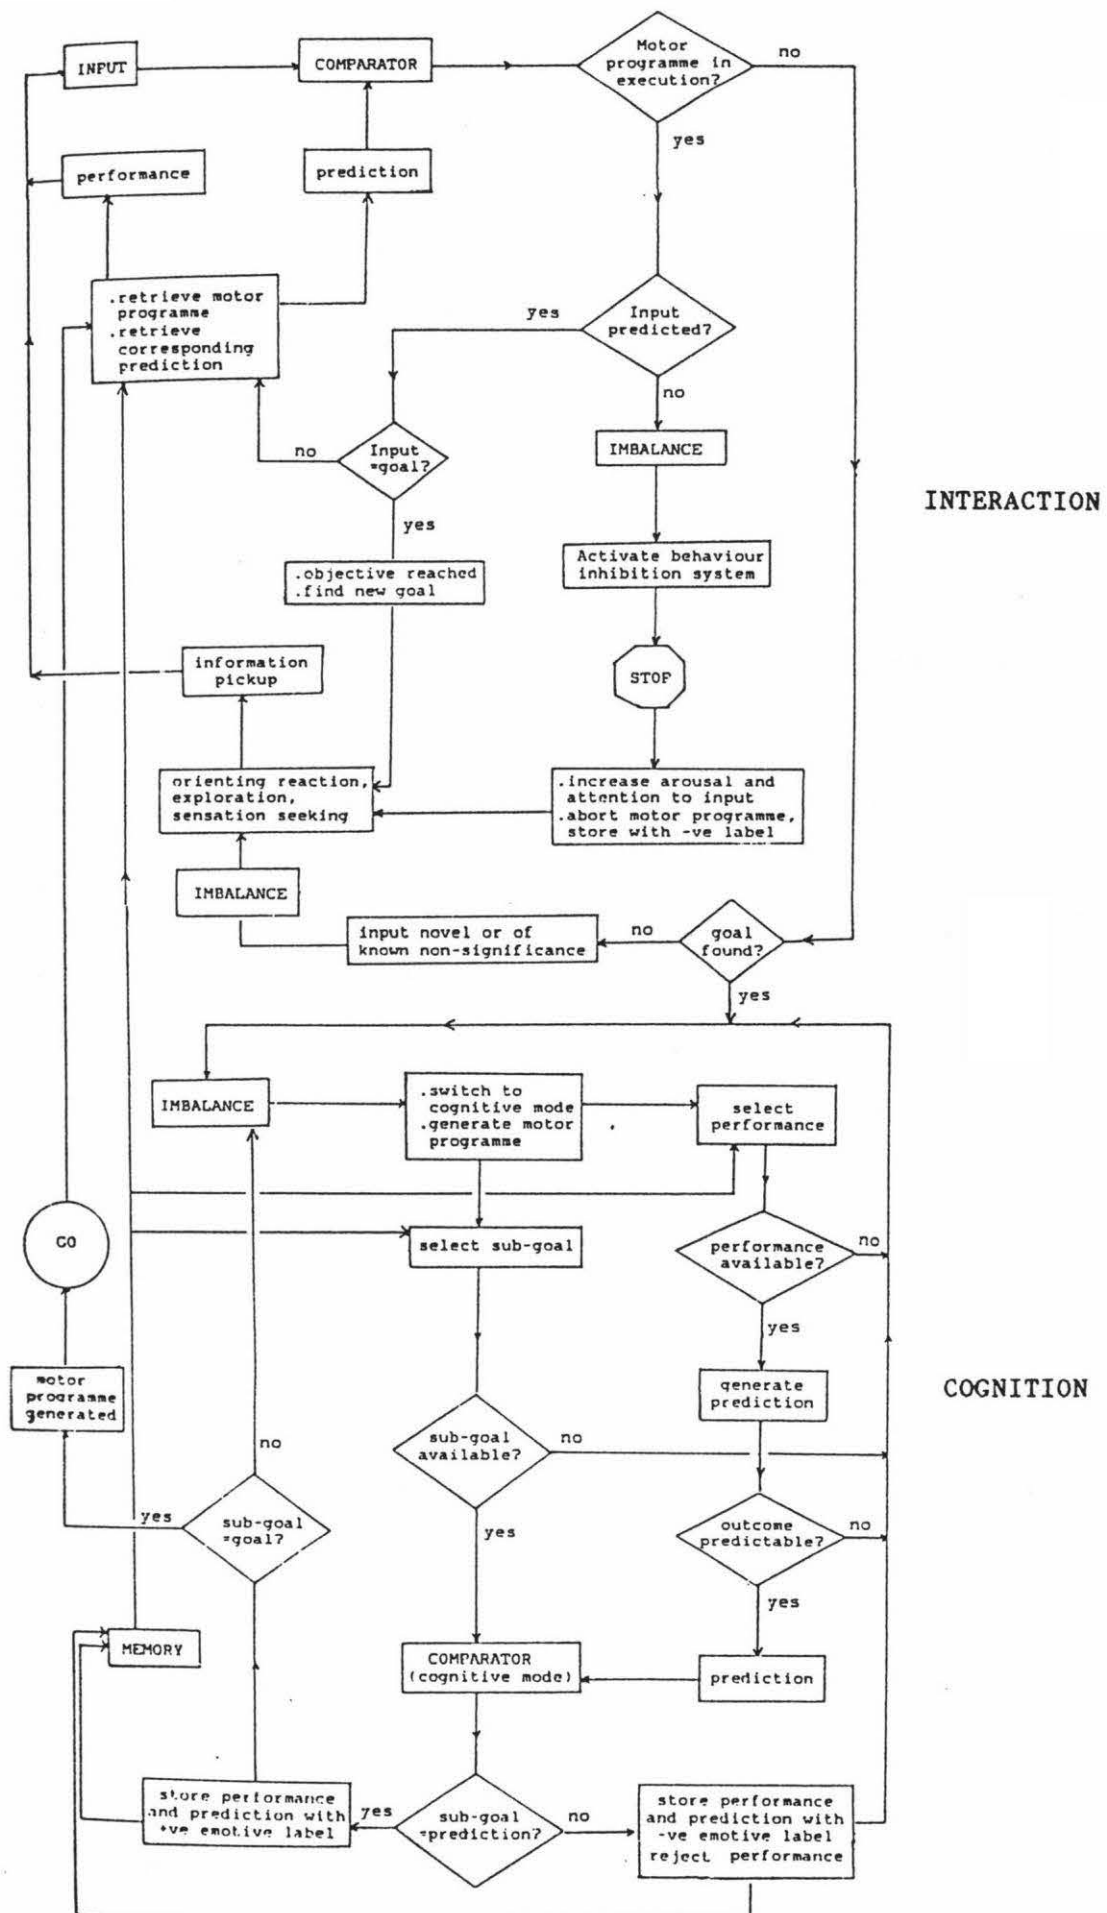 INPUT
COMPARATOR
Motor
programme in
execution?
no
yes
performance
prediction
.retrieve motor
programme
.retrieve
corresponding
prediction
yes
Input
predicted?
no
no
Input
=goal?
yes
IMBALANCE
INTERACTION
.objective reached
.find new goal
Activate behaviour
inhibition system
information
pickup
STOP
orienting reaction,
exploration,
sensation seeking
.increase arousal and
attention to input
.abort motor programme,
store with -ve label
IMBALANCE
input novel or of
known non-significance
no
goal
found?
yes
IMBALANCE
.switch to
cognitive mode
.generate motor
programme
select
performance
GO
select sub-goal
performance
available?
no
yes
motor
programme
generated
generate
prediction
COGNITION
no
sub-goal
available?
no
yes
sub-goal
=goal?
yes
outcome
predictable?
no
yes
MEMORY
COMPARATOR
(cognitive mode)
prediction
store performance
and prediction with
+ve emotive label
yes
sub-goal
=prediction?
no
store performance
and prediction with
-ve emotive label
reject performance